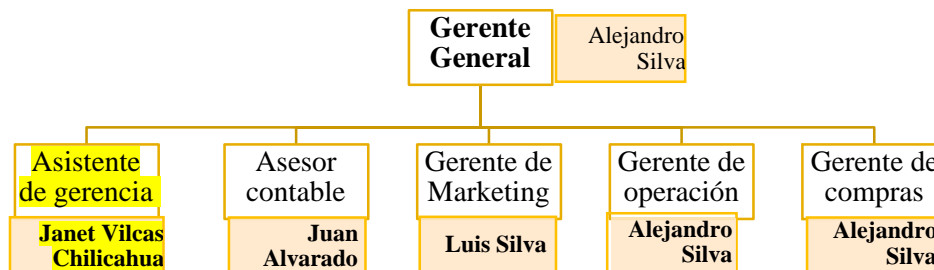 Gerente
General
Alejandro
Silva
Asistente
de gerencia
Janet Vilcas
Chilicahua
Asesor
contable
Juan
Alvarado
Gerente de
Marketing
Luis Silva
Gerente de
operación
Alejandro
Silva
Gerente de
compras
Alejandro
Silva